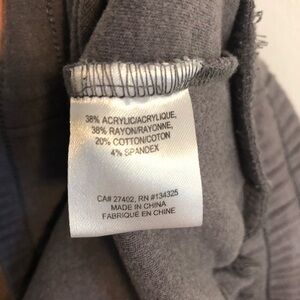 38% ACRYLIC/ACRYLIQUE,
38% RAYON/RAYONNE,
20% COTTON/COTON
4% SPANDEX
CA# 27402, RN #134325
MADE IN CHINA
FABRIQUÉ EN CHINE